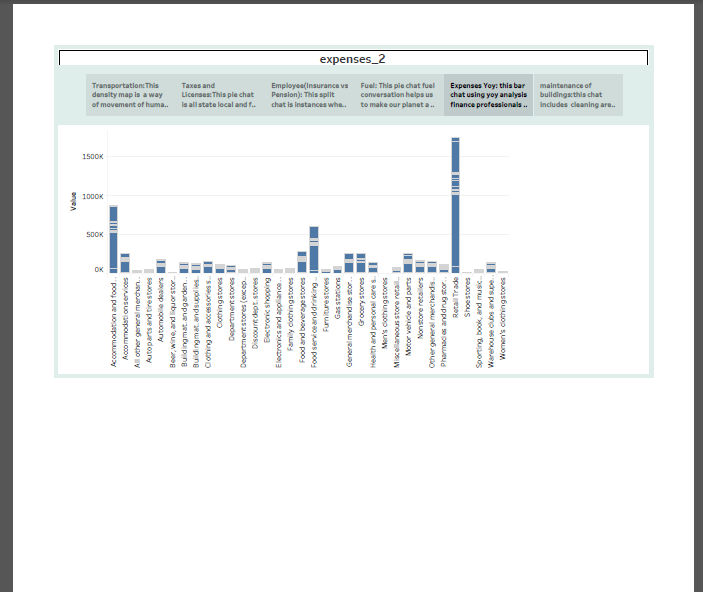 expenses_2
Transportation:This
density map is a way
of movement of huma..
Taxes and
Licenses:This pie chat
is all state local and f..
Employee(Insurance vs
Pension): This split
chat is instances whe..
Fuel: This pie chat fuel
conversation helps us
to make our planet a ..
Expenses Yoy: this bar
chat using yoy analysis
finance professionals ..
maintenance of
buildings:this chat
includes cleaning are..
Value
1500K
1000K
500K
0K
Accommodation and food..
Accommodation services
All other general merchan..
Auto parts and tire stores
Automobile dealers
Beer, wine, and liquor stor..
Building mat. and garden..
Building mat. and supplies..
Clothing and accessories s..
Clothing stores
Department stores
Department stores (excep..
Discount dept. stores
Electronic shopping
Electronics and appliance..
Family clothing stores
Food and beverage stores
Food service and drinking ..
Furniture stores
Gas stations
General merchandise stor..
Grocery stores
Health and personal care s..
Men's clothing stores
Miscellaneous store retail..
Motor vehicle and parts
Nonstore retailers
Other general merchandis..
Pharmacies and drug stor..
Retail Trade
Shoe stores
Sporting, book, and music ..
Warehouse clubs and supe..
Women's clothing stores